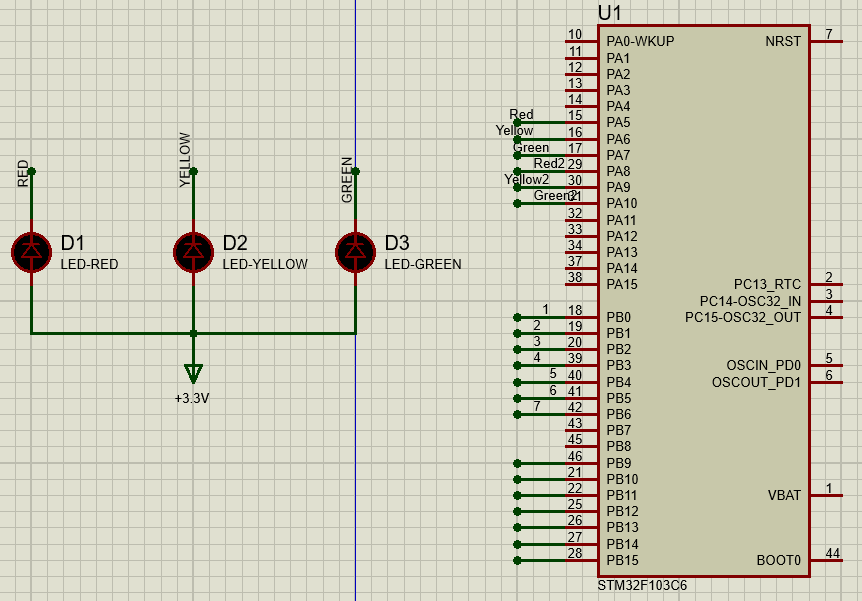 U1
10 PA0-WKUP NRST 7
11 PA1
12 PA2
13 PA3
14 PA4
Red 15 PA5
Yellow 16 PA6
Green 17 PA7
Red2 29 PA8
Yellow2 30 PA9
Green2 31 PA10
32 PA11
33 PA12
34 PA13
37 PA14
38 PA15
PC13_RTC 2
PC14-OSC32_IN 3
PC15-OSC32_OUT 4
1 18 PB0
2 19 PB1
3 20 PB2
4 39 PB3 OSCIN_PD0 5
5 40 PB4 OSCOUT_PD1 6
6 41 PB5
7 42 PB6
43 PB7
45 PB8
46 PB9
21 PB10
22 PB11 VBAT 1
25 PB12
26 PB13
27 PB14
28 PB15 BOOT0 44
STM32F103C6
RED
YELLOW
GREEN
D1
LED-RED
D2
LED-YELLOW
D3
LED-GREEN
+3.3V